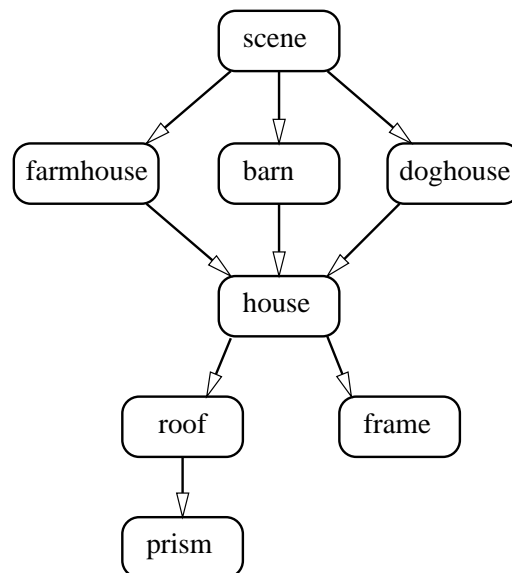 scene
farmhouse
barn
doghouse
house
roof
frame
prism